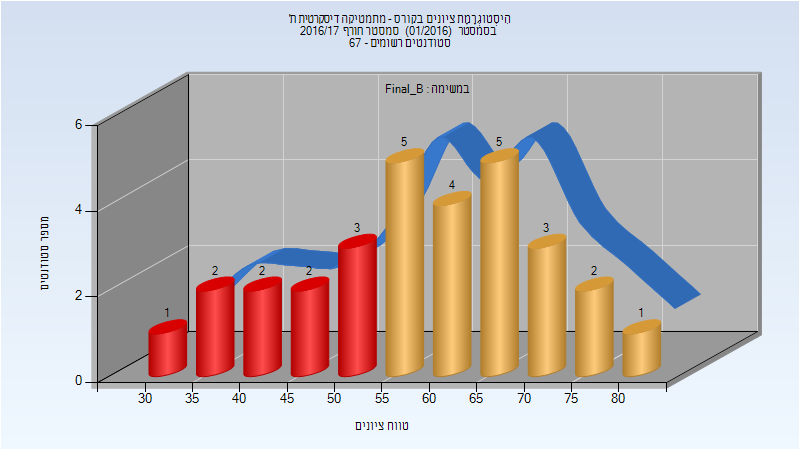 היסטוגרמת ציונים בקורס - מתמטיקה דיסקרטית ת'
בסמסטר (01/2016) סמסטר חורף 2016/17
סטודנטים רשומים - 67
במשימה : Final_B
מספר סטודנטים
6
4
2
0
1
2
2
2
3
5
4
5
3
2
1
30 35 40 45 50 55 60 65 70 75 80
טווח ציונים